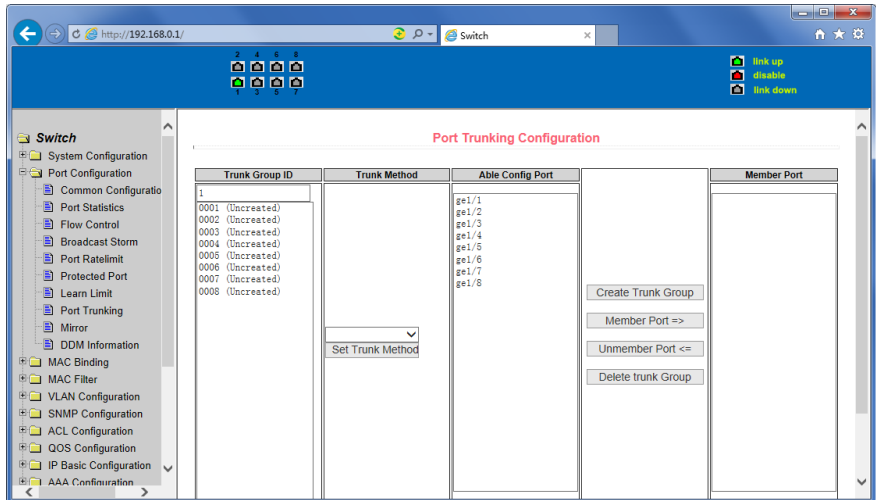 http://192.168.0.1/
Switch
2 4 6 8
1 3 5 7
link up
disable
link down
Switch
System Configuration
Port Configuration
Common Configuratio
Port Statistics
Flow Control
Broadcast Storm
Port Ratelimit
Protected Port
Learn Limit
Port Trunking
Mirror
DDM Information
MAC Binding
MAC Filter
VLAN Configuration
SNMP Configuration
ACL Configuration
QOS Configuration
IP Basic Configuration
AAA Configuration
Port Trunking Configuration
Trunk Group ID
1
0001 (Uncreated)
0002 (Uncreated)
0003 (Uncreated)
0004 (Uncreated)
0005 (Uncreated)
0006 (Uncreated)
0007 (Uncreated)
0008 (Uncreated)
Trunk Method
Set Trunk Method
Able Config Port
ge1/1
ge1/2
ge1/3
ge1/4
ge1/5
ge1/6
ge1/7
ge1/8
Create Trunk Group
Member Port =>
Unmember Port <=
Delete trunk Group
Member Port